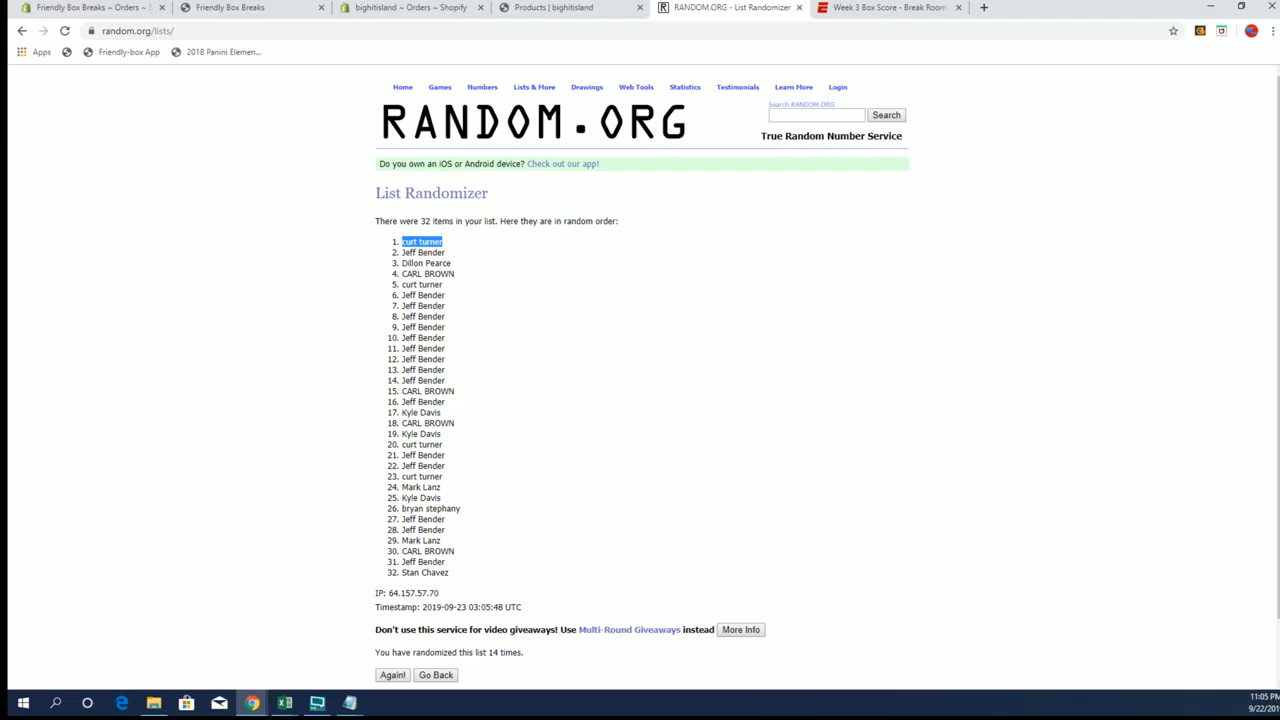 Friendly Box Breaks ~ Orders ~ S
Friendly Box Breaks
bighitisland ~ Orders ~ Shopify
Products | bighitisland
RANDOM.ORG - List Randomizer
Week 3 Box Score - Break Room
random.org/lists/
Apps
Friendly-box App
2018 Panini Elemen...
Home Games Numbers Lists & More Drawings Web Tools Statistics Testimonials Learn More Login
RANDOM.ORG
Search RANDOM.ORG
Search
True Random Number Service
Do you own an iOS or Android device? Check out our app!
List Randomizer
There were 32 items in your list. Here they are in random order:
1. curt turner
2. Jeff Bender
3. Dillon Pearce
4. CARL BROWN
5. curt turner
6. Jeff Bender
7. Jeff Bender
8. Jeff Bender
9. Jeff Bender
10. Jeff Bender
11. Jeff Bender
12. Jeff Bender
13. Jeff Bender
14. Jeff Bender
15. CARL BROWN
16. Jeff Bender
17. Kyle Davis
18. CARL BROWN
19. Kyle Davis
20. curt turner
21. Jeff Bender
22. Jeff Bender
23. curt turner
24. Mark Lanz
25. Kyle Davis
26. bryan stephany
27. Jeff Bender
28. Jeff Bender
29. Mark Lanz
30. CARL BROWN
31. Jeff Bender
32. Stan Chavez
IP: 64.157.57.70
Timestamp: 2019-09-23 03:05:48 UTC
Don't use this service for video giveaways! Use Multi-Round Giveaways instead More Info
You have randomized this list 14 times.
Again! Go Back
11:05 PM
9/22/2019